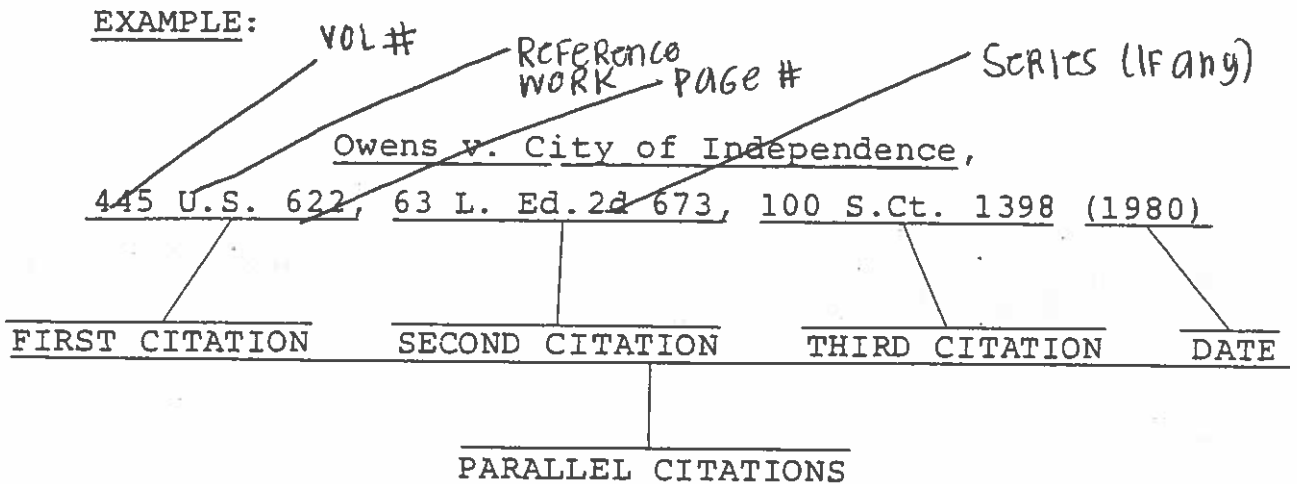 EXAMPLE:
VOL #
REFERENCE
WORK
PAGE #
SERIES (IF any)
Owens v. City of Independence,
445 U.S. 622, 63 L. Ed.2d 673, 100 S.Ct. 1398 (1980)
FIRST CITATION SECOND CITATION THIRD CITATION DATE
PARALLEL CITATIONS